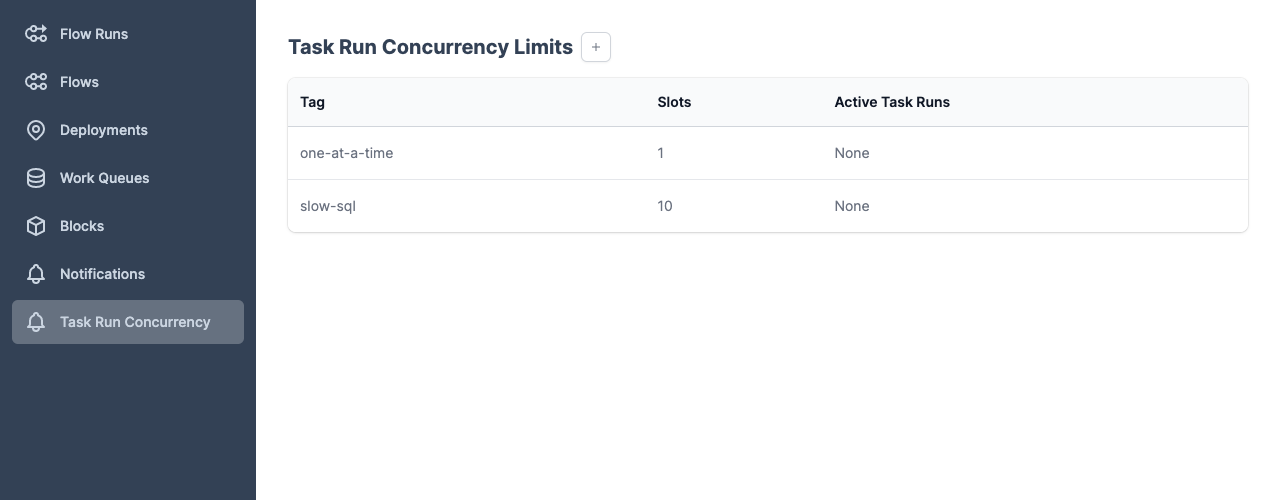 Flow Runs
Flows
Deployments
Work Queues
Blocks
Notifications
Task Run Concurrency
Task Run Concurrency Limits +
Tag Slots Active Task Runs
one-at-a-time 1 None
slow-sql 10 None